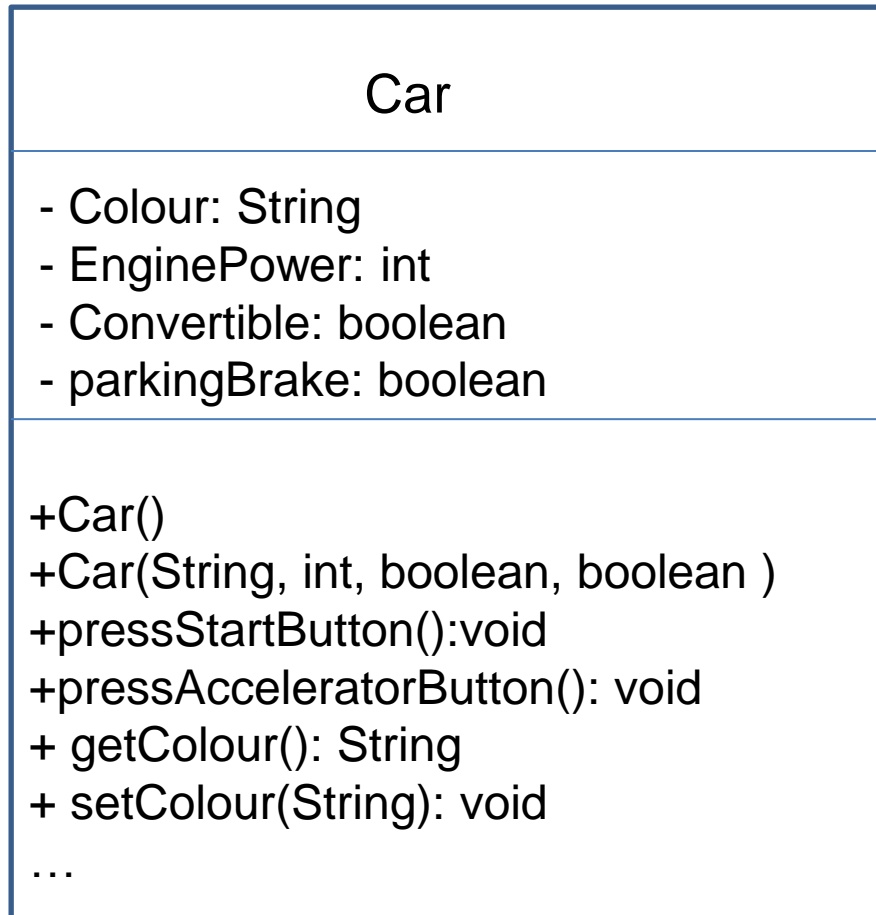 Car
- Colour: String
- EnginePower: int
- Convertible: boolean
- parkingBrake: boolean
+Car()
+Car(String, int, boolean, boolean )
+pressStartButton():void
+pressAcceleratorButton(): void
+ getColour(): String
+ setColour(String): void
…